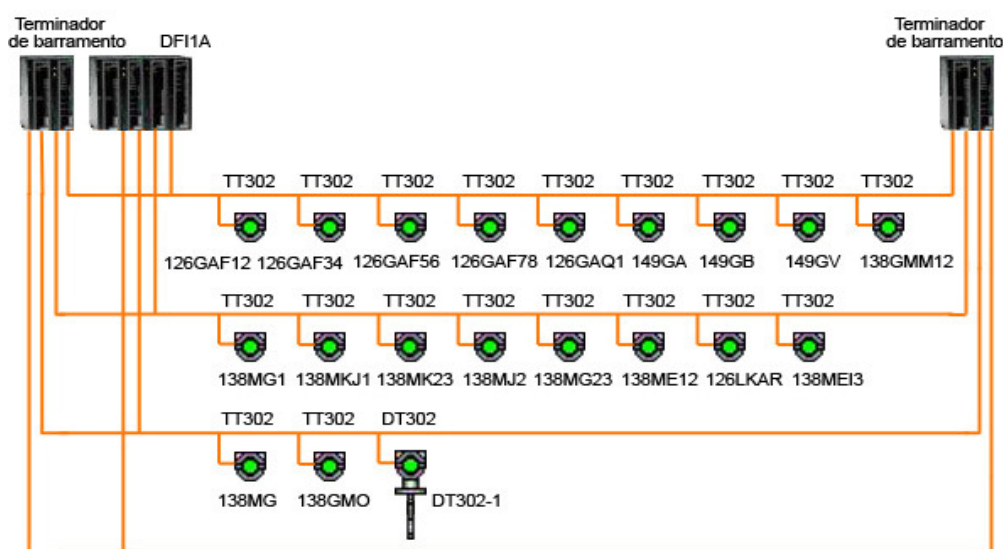 Terminador
de barramento
DFI1A
Terminador
de barramento
TT302 TT302 TT302 TT302 TT302 TT302 TT302 TT302 TT302
126GAF12 126GAF34 126GAF56 126GAF78 126GAQ1 149GA 149GB 149GV 138GMM12
TT302 TT302 TT302 TT302 TT302 TT302 TT302 TT302
138MG1 138MKJ1 138MK23 138MJ2 138MG23 138ME12 126LKAR 138MEI3
TT302 TT302 DT302
138MG 138GMO DT302-1